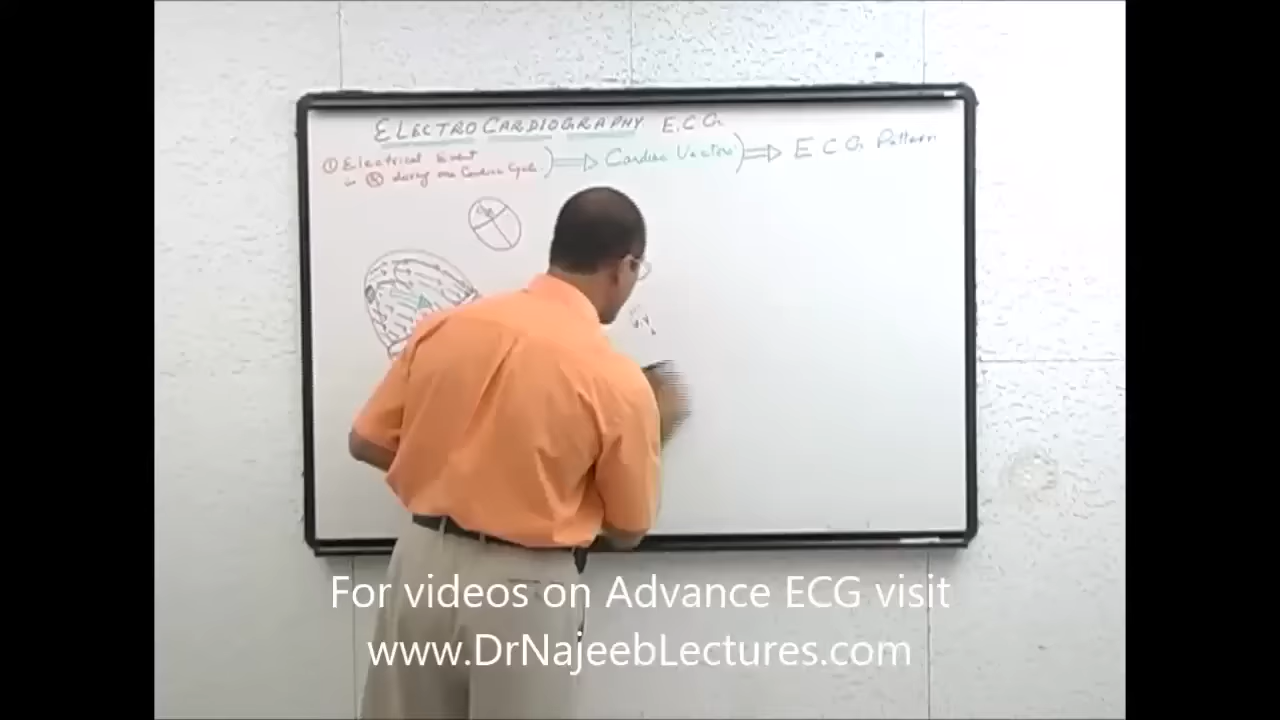 ELECTROCARDIOGRAPHY E.C.G.
① Electrical Event ) ⇒ Cardiac Vectors ) ⇒ E C G Pattern
in during one Cardiac Cycle
For videos on Advance ECG visit
www.DrNajeebLectures.com